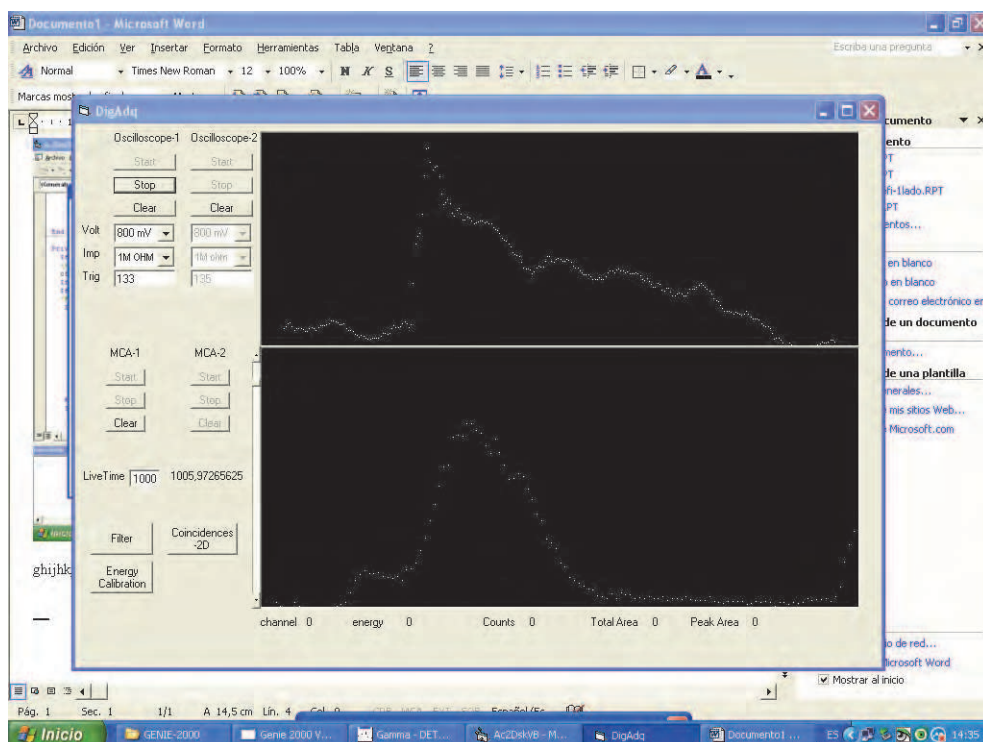 Documento1 - Microsoft Word
Archivo Edición Ver Insertar Formato Herramientas Tabla Ventana ?
Escriba una pregunta
Normal Times New Roman 12 100% N K S
Marcas
DigAdq
Oscilloscope-1 Oscilloscope-2
Start Start
Stop Stop
Clear Clear
Volt 800 mV 800 mV
Imp 1M OHM 1M ohm
Trig 133 135
MCA-1 MCA-2
Start Start
Stop Stop
Clear Clear
LiveTime 1000 1005,97265625
Filter
Coincidences
-2D
Energy
Calibration
channel 0 energy 0 Counts 0 Total Area 0 Peak Area 0
cumento
ento
PT
PT
fi-1lado.RPT
.RPT
entos...
en blanco
en blanco
correo electrónico en
de un documento
mento...
de una plantilla
nerales...
mis sitios Web...
Microsoft.com
io de red...
Microsoft Word
Mostrar al inicio
ghijhk
Pág. 1 Sec. 1 1/1 A 14,5 cm Lín. 4
Inicio GENIE-2000 Genie 2000 V... Gamma - DET... Ac2DskVB - M... DigAdq Documento1 ... ES 14:35